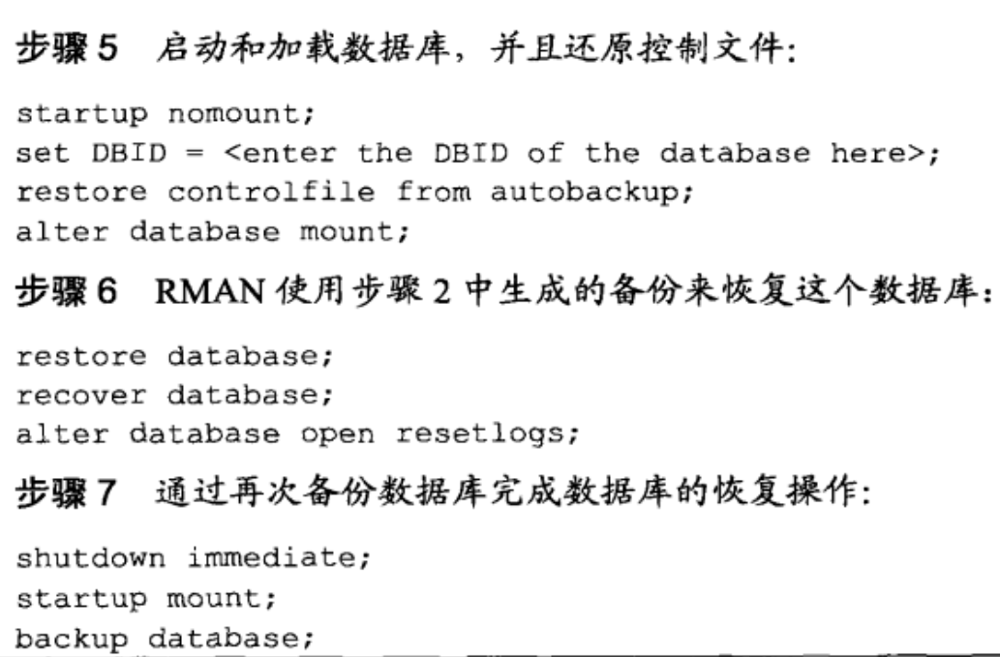 步骤 5 启动和加载数据库，并且还原控制文件：
startup nomount;
set DBID = <enter the DBID of the database here>;
restore controlfile from autobackup;
alter database mount;
步骤 6 RMAN 使用步骤 2 中生成的备份来恢复这个数据库：
restore database;
recover database;
alter database open resetlogs;
步骤 7 通过再次备份数据库完成数据库的恢复操作：
shutdown immediate;
startup mount;
backup database;